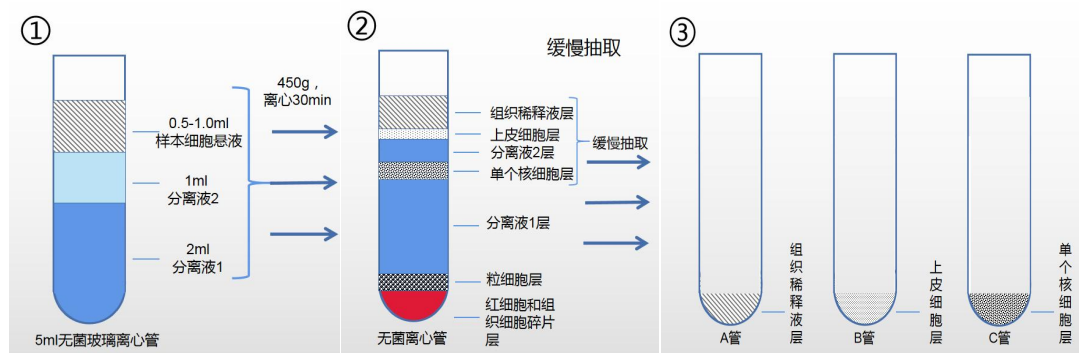 ①
0.5-1.0ml
样本细胞悬液
1ml
分离液2
2ml
分离液1
5ml无菌玻璃离心管
450g，
离心30min
②
缓慢抽取
组织稀释液层
上皮细胞层
分离液2层
单个核细胞层
缓慢抽取
分离液1层
粒细胞层
红细胞和组
织细胞碎片
层
无菌离心管
③
组织稀释液层
A管
上皮细胞层
B管
单个核细胞层
C管